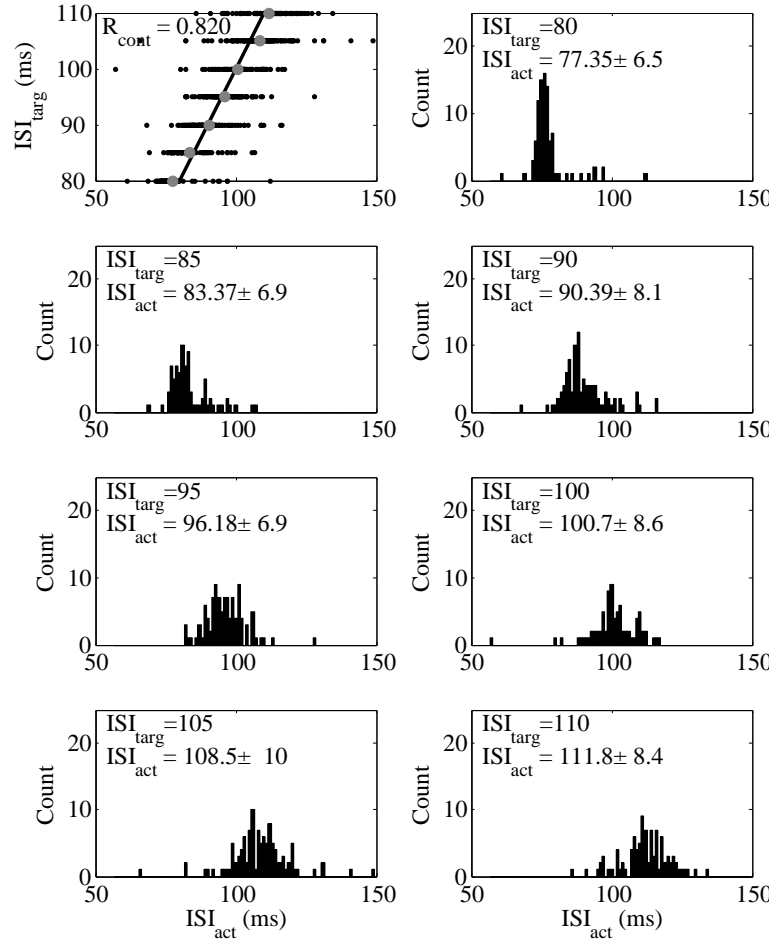 R_cont = 0.820
ISI_targ (ms)
110
100
90
80
50
100
150
ISI_targ=80
ISI_act = 77.35± 6.5
Count
20
10
0
50
100
150
ISI_targ=85
ISI_act = 83.37± 6.9
Count
20
10
0
50
100
150
ISI_targ=90
ISI_act = 90.39± 8.1
Count
20
10
0
50
100
150
ISI_targ=95
ISI_act = 96.18± 6.9
Count
20
10
0
50
100
150
ISI_targ=100
ISI_act = 100.7± 8.6
Count
20
10
0
50
100
150
ISI_targ=105
ISI_act = 108.5± 10
Count
20
10
0
50
100
150
ISI_act (ms)
ISI_targ=110
ISI_act = 111.8± 8.4
Count
20
10
0
50
100
150
ISI_act (ms)